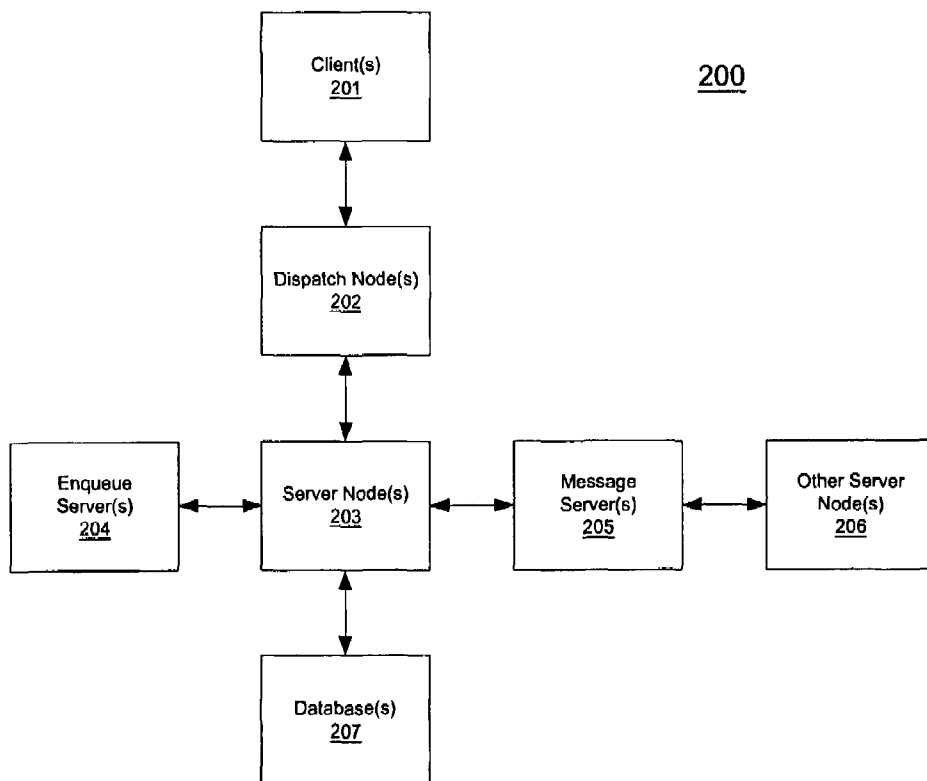 Client(s)
201
200
Dispatch Node(s)
202
Enqueue
Server(s)
204
Server Node(s)
203
Message
Server(s)
205
Other Server
Node(s)
206
Database(s)
207